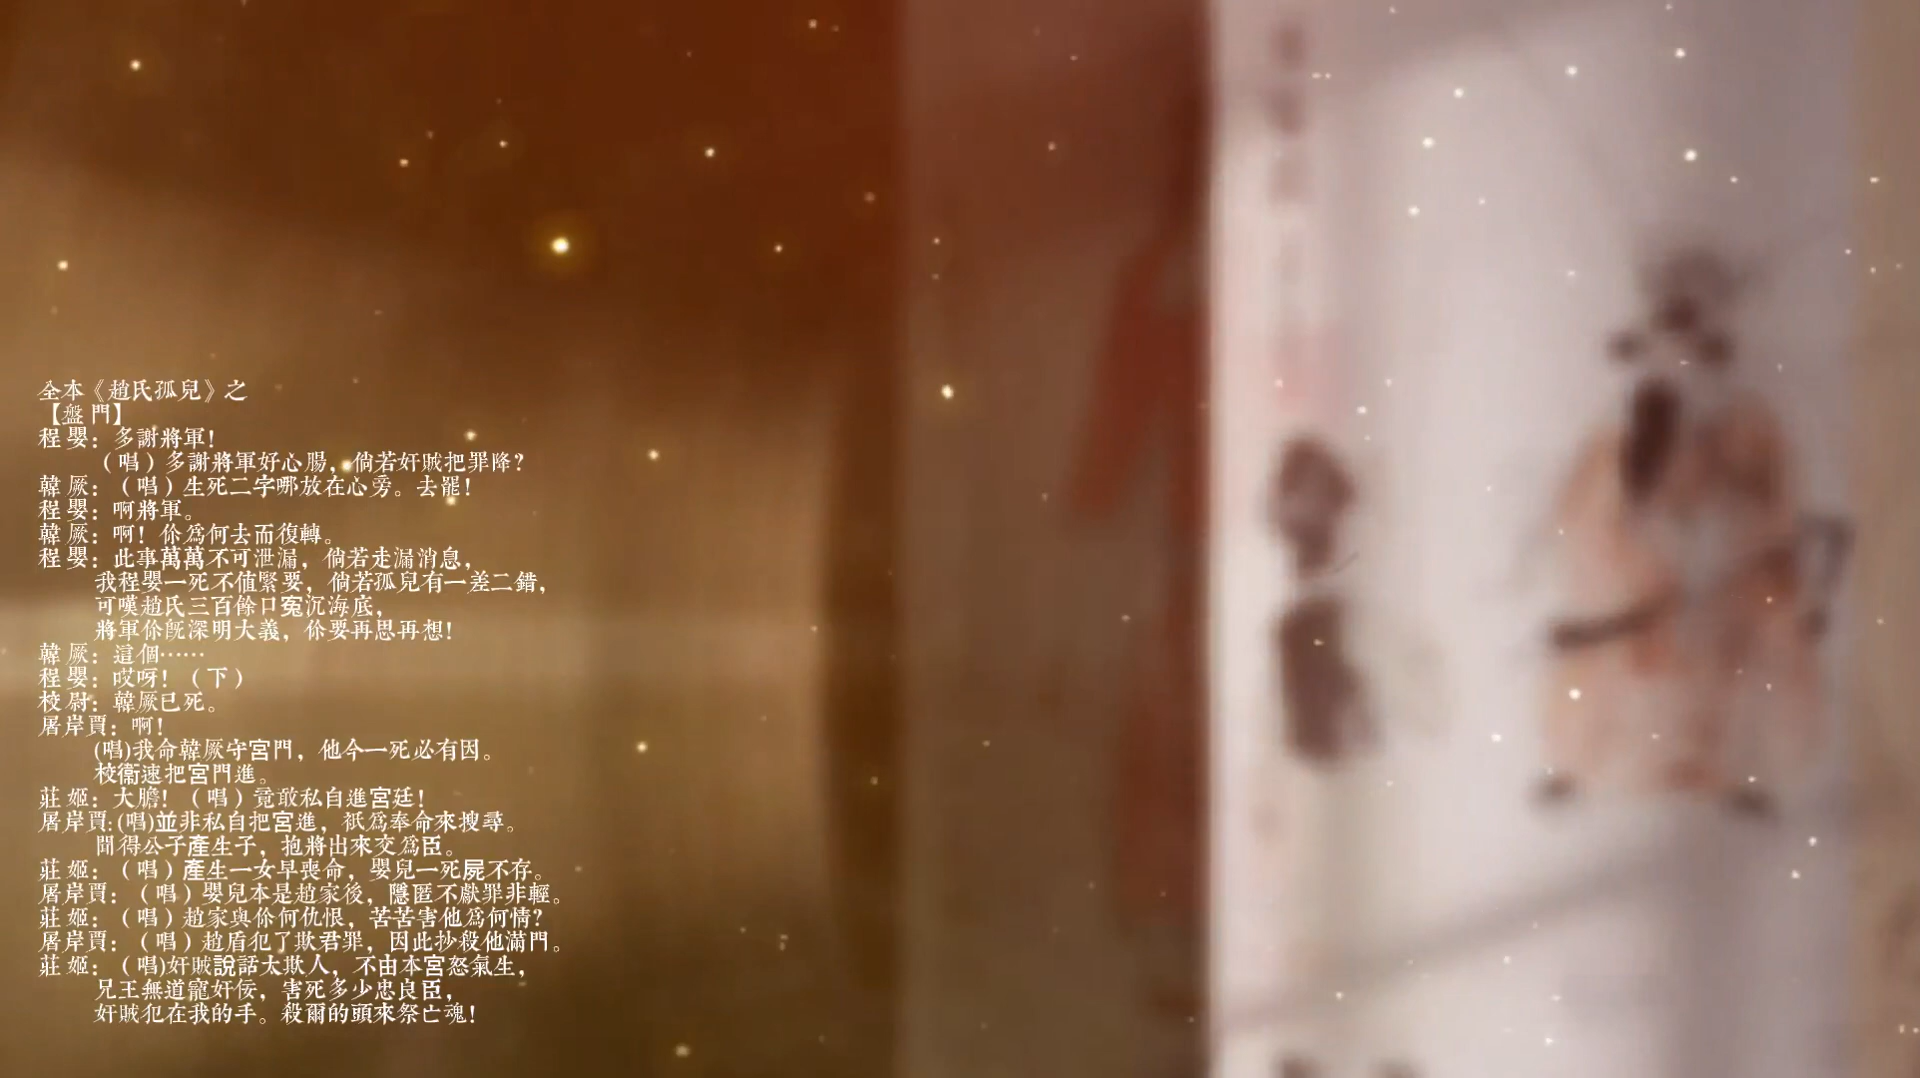 全本《趙氏孤兒》之
【盤 門】
程 嬰：多謝將軍！
（唱）多謝將軍好心腸，倘若奸賊把罪降？
韓 厥：（唱）生死二字哪放在心旁。去罷！
程 嬰：啊將軍。
韓 厥：啊！你爲何去而復轉。
程 嬰：此事萬萬不可泄漏，倘若走漏消息，
我程嬰一死不值緊要，倘若孤兒有一差二錯，
可嘆趙氏三百餘口冤沉海底，
將軍你既深明大義，你要再思再想！
韓 厥：這個……
程 嬰：哎呀！（下）
校 尉：韓厥已死。
屠岸賈：啊！
(唱)我命韓厥守宮門，他今一死必有因。
校衞速把宮門進。
莊 姬：大膽！（唱）竟敢私自進宮廷！
屠岸賈:(唱)並非私自把宮進，祇爲奉命來搜尋。
聞得公子產生子，抱將出來交爲臣。
莊 姬：（唱）產生一女早喪命，嬰兒一死屍不存。
屠岸賈：（唱）嬰兒本是趙家後，隱匿不獻罪非輕。
莊 姬：（唱）趙家與你何仇恨，苦苦害他爲何情？
屠岸賈：（唱）趙盾犯了欺君罪，因此抄殺他滿門。
莊 姬：（唱)奸賊說話太欺人，不由本宮怒氣生，
兄王無道寵奸佞，害死多少忠良臣，
奸賊犯在我的手。殺爾的頭來祭亡魂！